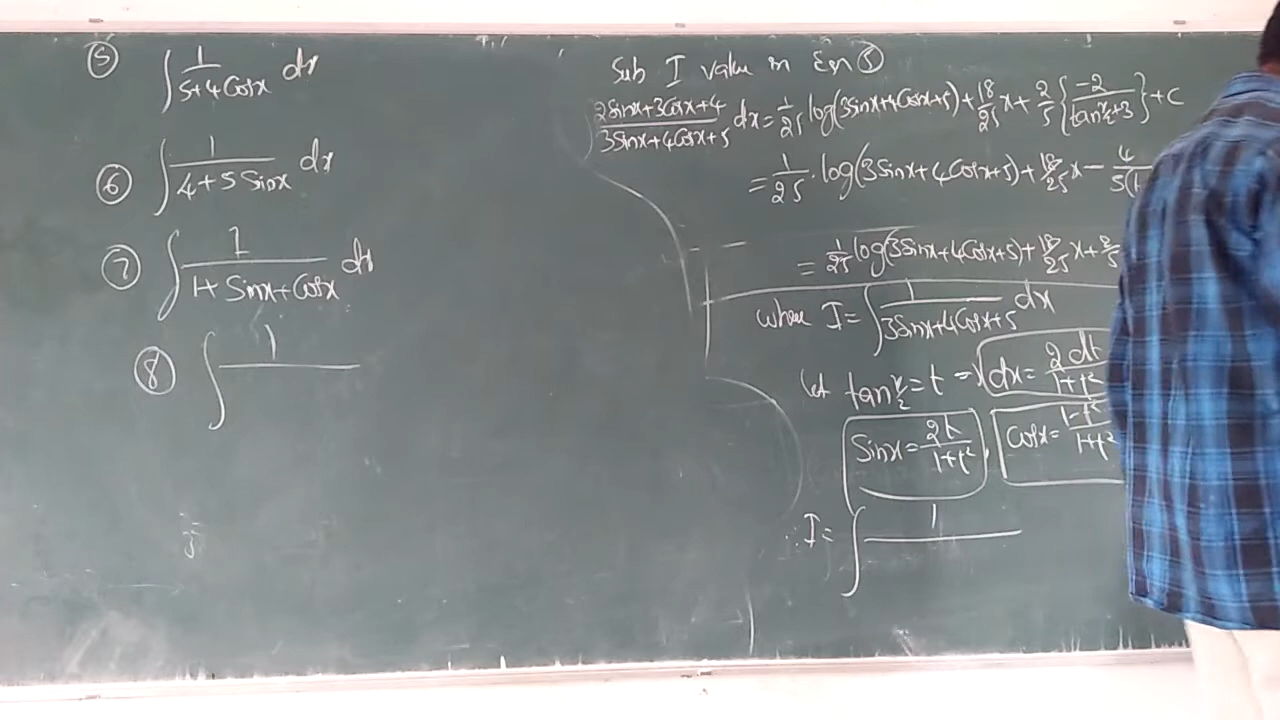 ⑤ ∫ 1/(5+4Cosx) dx
⑥ ∫ 1/(4+5Sinx) dx
⑦ ∫ 1/(1+Sinx+Cosx) dx
⑧ ∫ 1
Sub I value in Eqn ⑤
2Sinx+3Cosx+4/3Sinx+4Cosx+5 dx = 1/25 log(3Sinx+4Cosx+5) + 18/25 x + 2/5 {-2/(tan x/2+3)} + C
= 1/25 . log(3Sinx+4Cosx+5) + 18/25 x - 4/5(
= 1/25 log(3Sinx+4Cosx+5) + 18/25 x +
where I = ∫ 1/(3Sinx+4Cosx+5) dx
Let tan x/2 = t ⇒ dx = 2dt/(1+t²)
Sinx = 2t/(1+t²), Cosx = (1-t²)/(1+t²)
∴ I = ∫ 1